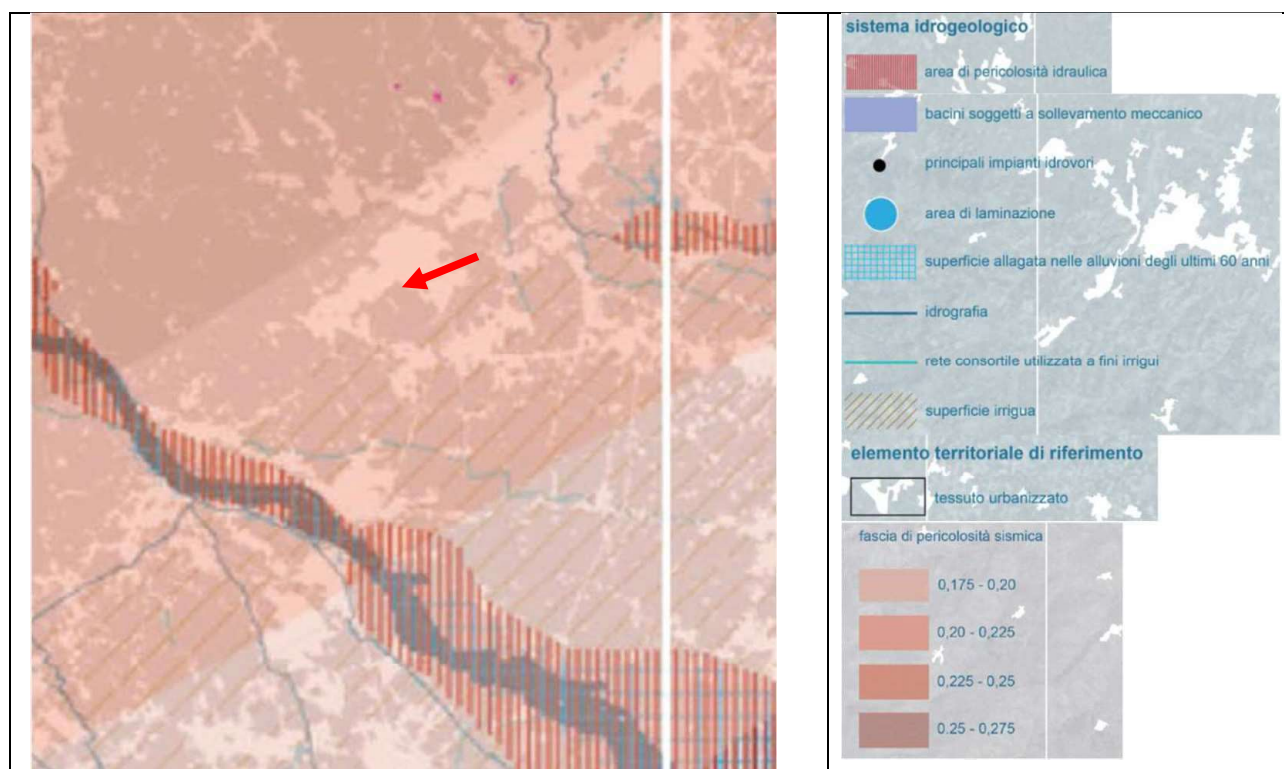 sistema idrogeologico
area di pericolosità idraulica
bacini soggetti a sollevamento meccanico
principali impianti idrovori
area di laminazione
superficie allagata nelle alluvioni degli ultimi 60 anni
idrografia
rete consortile utilizzata a fini irrigui
superficie irrigua
elemento territoriale di riferimento
tessuto urbanizzato
fascia di pericolosità sismica
0,175 - 0,20
0,20 - 0,225
0,225 - 0,25
0.25 - 0,275